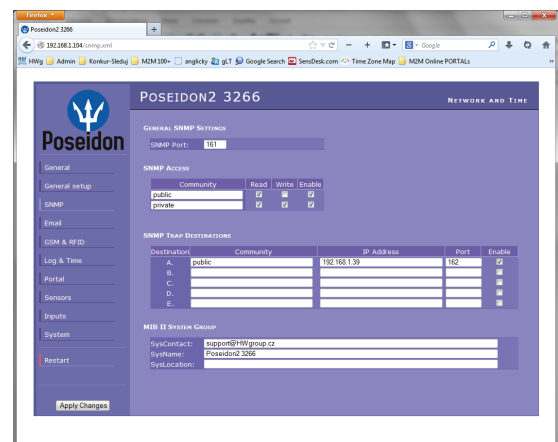 Firefox
Poseidon2 3266
192.168.1.104/snmp.xml
Google
HWg Admin Konkur-Sleduj M2M 100+ anglicky gLT Google Search SensDesk.com Time Zone Map M2M Online PORTALs
Poseidon
POSEIDON2 3266
NETWORK AND TIME
General
General setup
SNMP
Email
GSM & RFID
Log & Time
Portal
Sensors
Inputs
System
Restart
Apply Changes
GENERAL SNMP SETTINGS
SNMP Port: 161
SNMP ACCESS
Community Read Write Enable
public
private
SNMP TRAP DESTINATIONS
Destination Community IP Address Port Enable
A. public 192.168.1.39 162
B.
C.
D.
E.
MIB II SYSTEM GROUP
SysContact: support@HWgroup.cz
SysName: Poseidon2 3266
SysLocation: